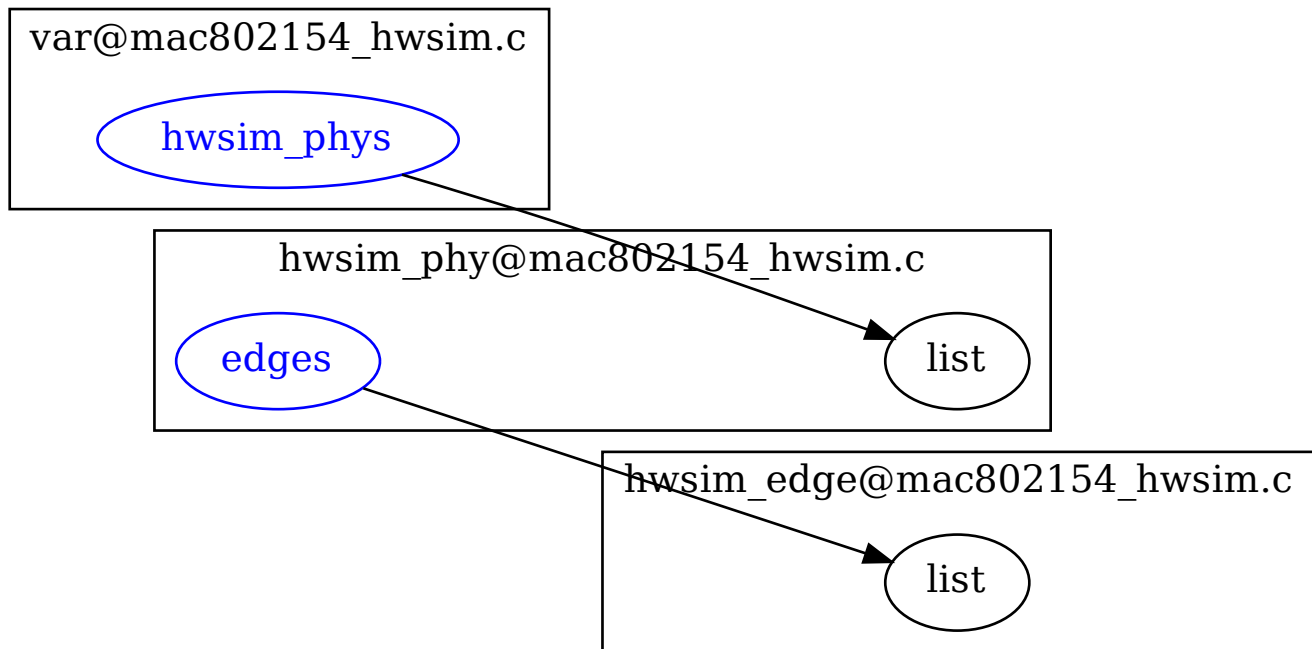 var@mac802154_hwsim.c
hwsim_phys
hwsim_phy@mac802154_hwsim.c
edges
list
hwsim_edge@mac802154_hwsim.c
list